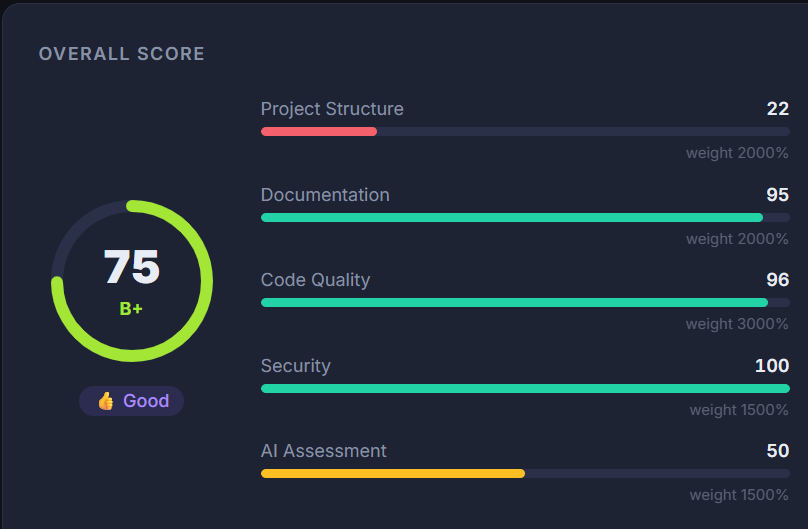 OVERALL SCORE
75
B+
👍 Good
Project Structure 22
weight 2000%
Documentation 95
weight 2000%
Code Quality 96
weight 3000%
Security 100
weight 1500%
AI Assessment 50
weight 1500%